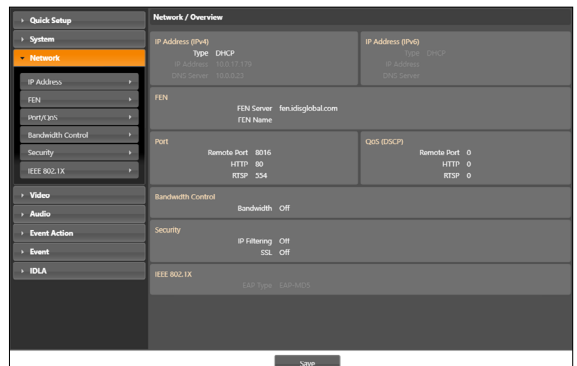 Quick Setup
System
Network
IP Address
FEN
Port/QoS
Bandwidth Control
Security
IEEE 802.1X
Video
Audio
Event Action
Event
IDLA
Network / Overview
IP Address (IPv4)
Type DHCP
IP Address 10.0.17.179
DNS Server 10.0.0.23
IP Address (IPv6)
Type DHCP
IP Address
DNS Server
FEN
FEN Server fen.idisglobal.com
FEN Name
Port
Remote Port 8016
HTTP 80
RTSP 554
QoS (DSCP)
Remote Port 0
HTTP 0
RTSP 0
Bandwidth Control
Bandwidth Off
Security
IP Filtering Off
SSL Off
IEEE 802.1X
EAP Type EAP-MD5
Save